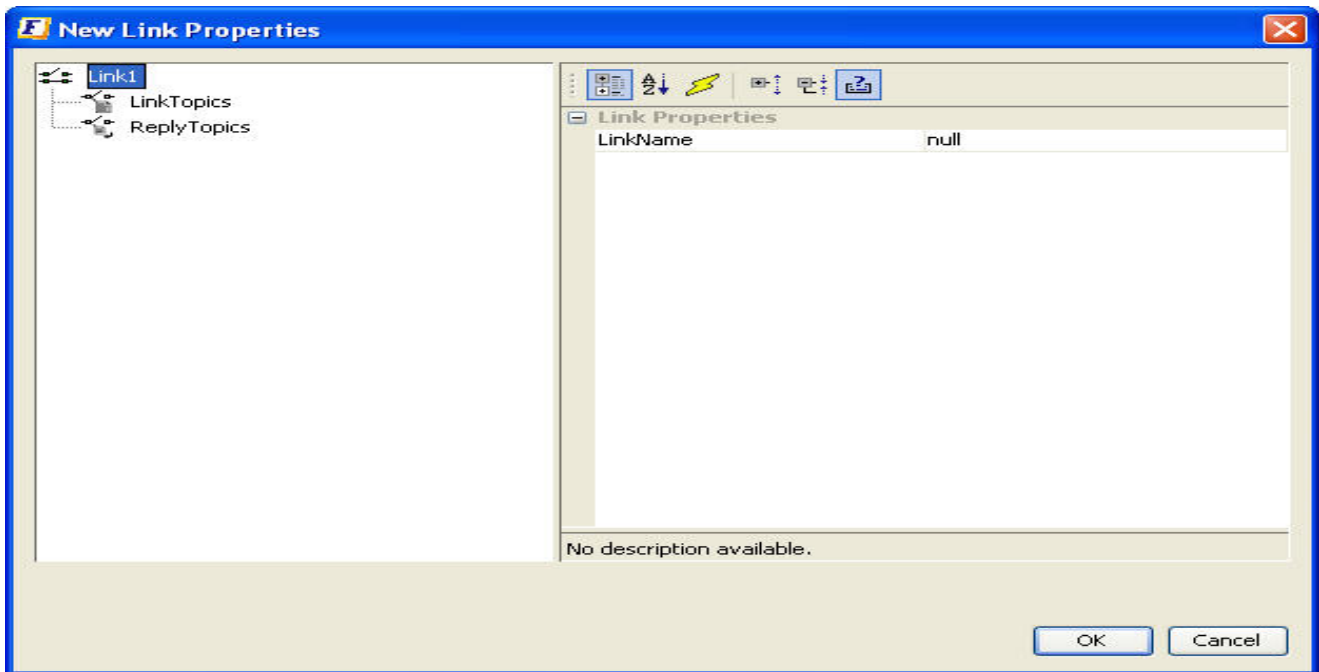 New Link Properties
Link1
LinkTopics
ReplyTopics
Link Properties
LinkName null
No description available.
OK Cancel